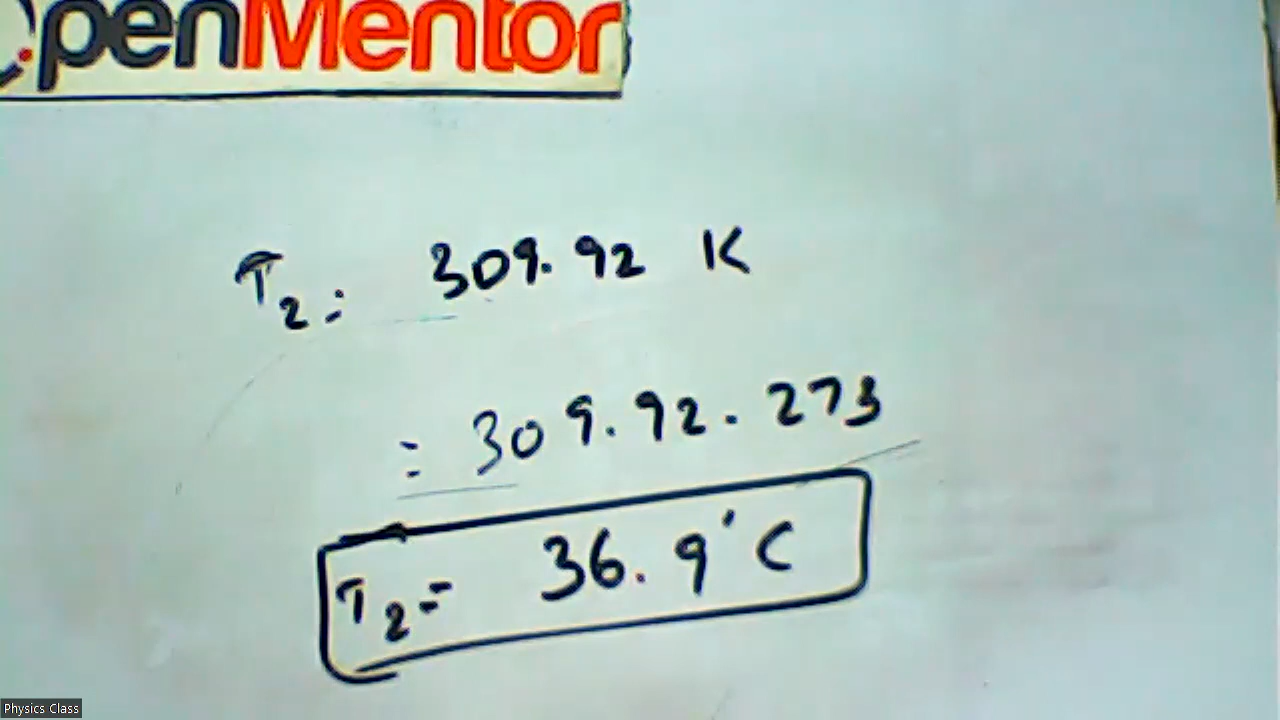 OpenMentor
T2: 309.92 K
= 309.92 - 273
T2 = 36.9°C
Physics Class